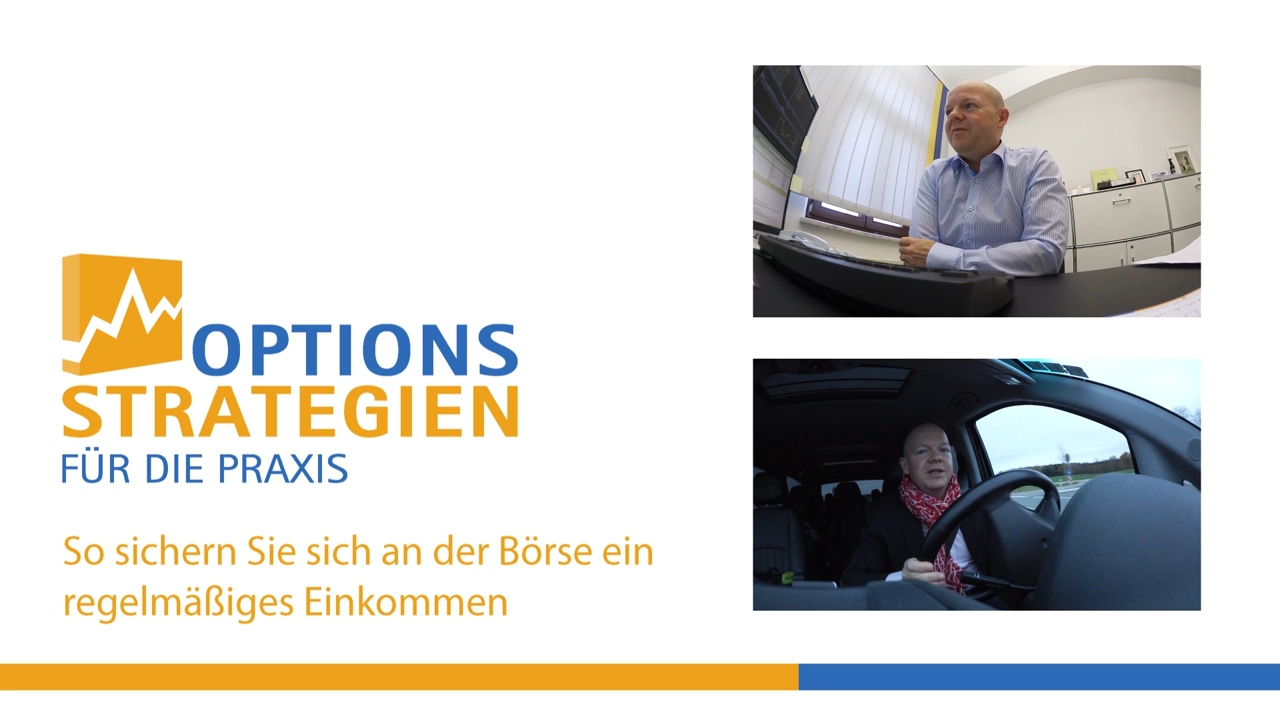 OPTIONS
STRATEGIEN
FÜR DIE PRAXIS
So sichern Sie sich an der Börse ein
regelmäßiges Einkommen